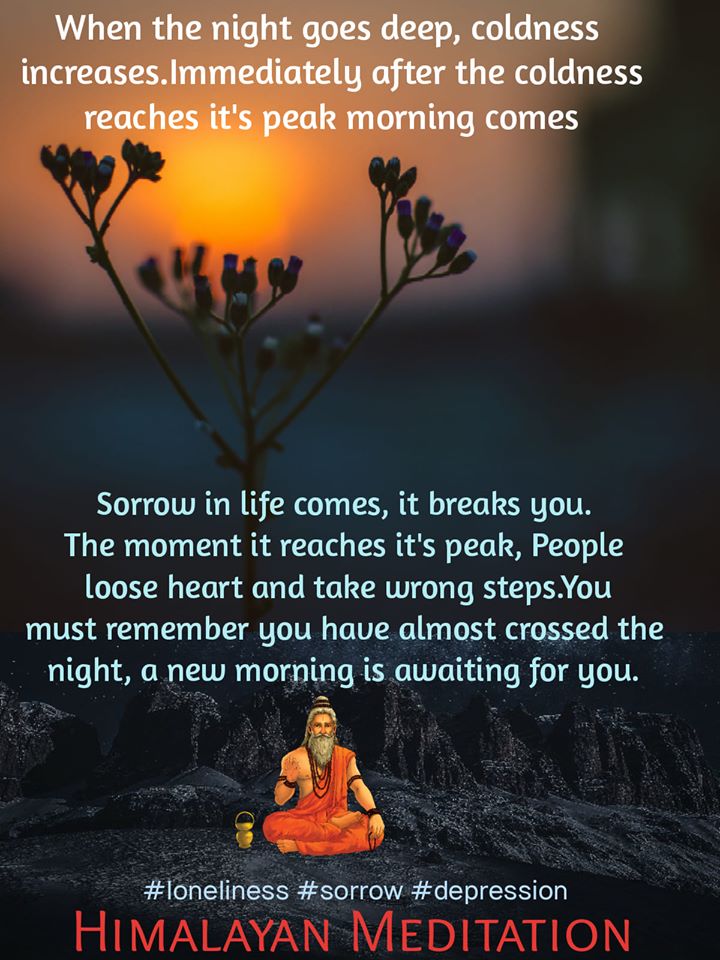 When the night goes deep, coldness
increases.Immediately after the coldness
reaches it's peak morning comes
Sorrow in life comes, it breaks you.
The moment it reaches it's peak, People
loose heart and take wrong steps.You
must remember you have almost crossed the
night, a new morning is awaiting for you.
#loneliness #sorrow #depression
HIMALAYAN MEDITATION